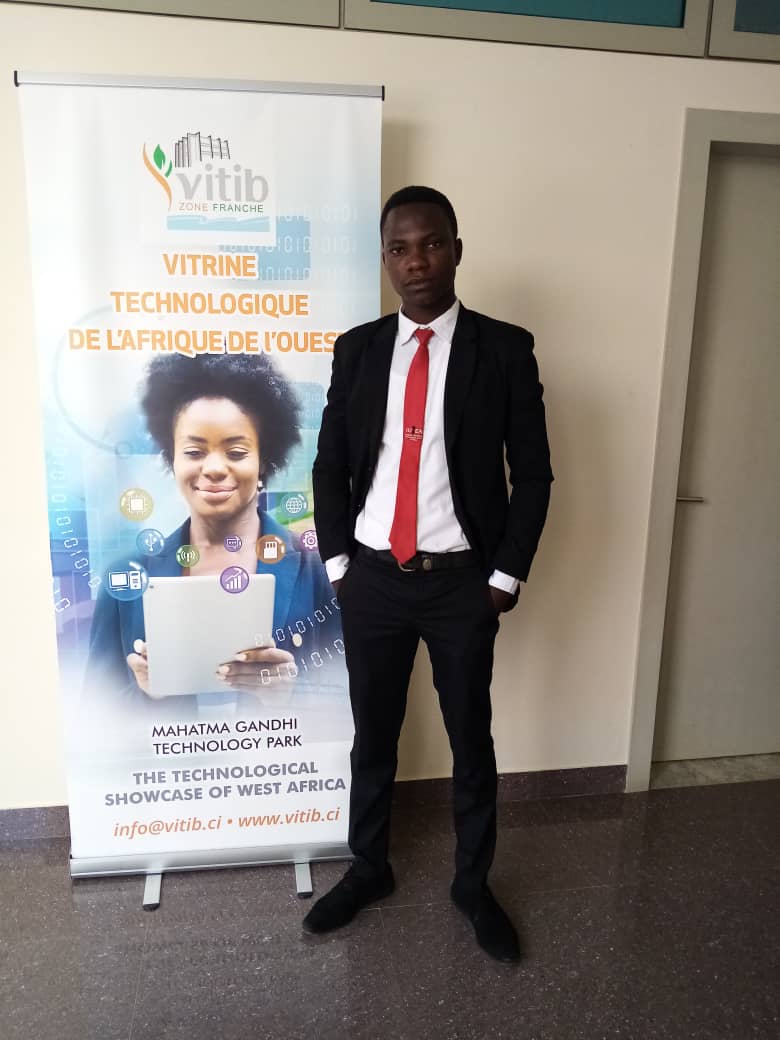 vitib
ZONE FRANCHE
VITRINE
TECHNOLOGIQUE
DE L'AFRIQUE DE l'OUEST
MAHATMA GANDHI
TECHNOLOGY PARK
THE TECHNOLOGICAL
SHOWCASE OF WEST AFRICA
info@vitib.ci • www.vitib.ci